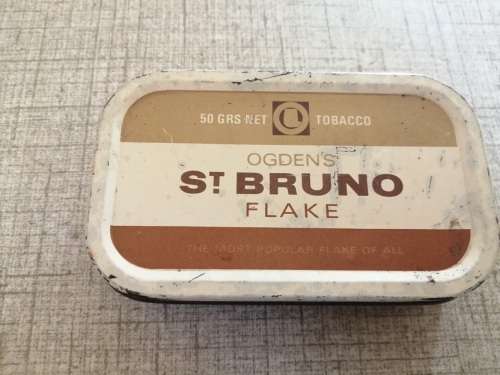 50 GRS NET TOBACCO
OGDEN'S
ST BRUNO
FLAKE
THE MOST POPULAR FLAKE OF ALL